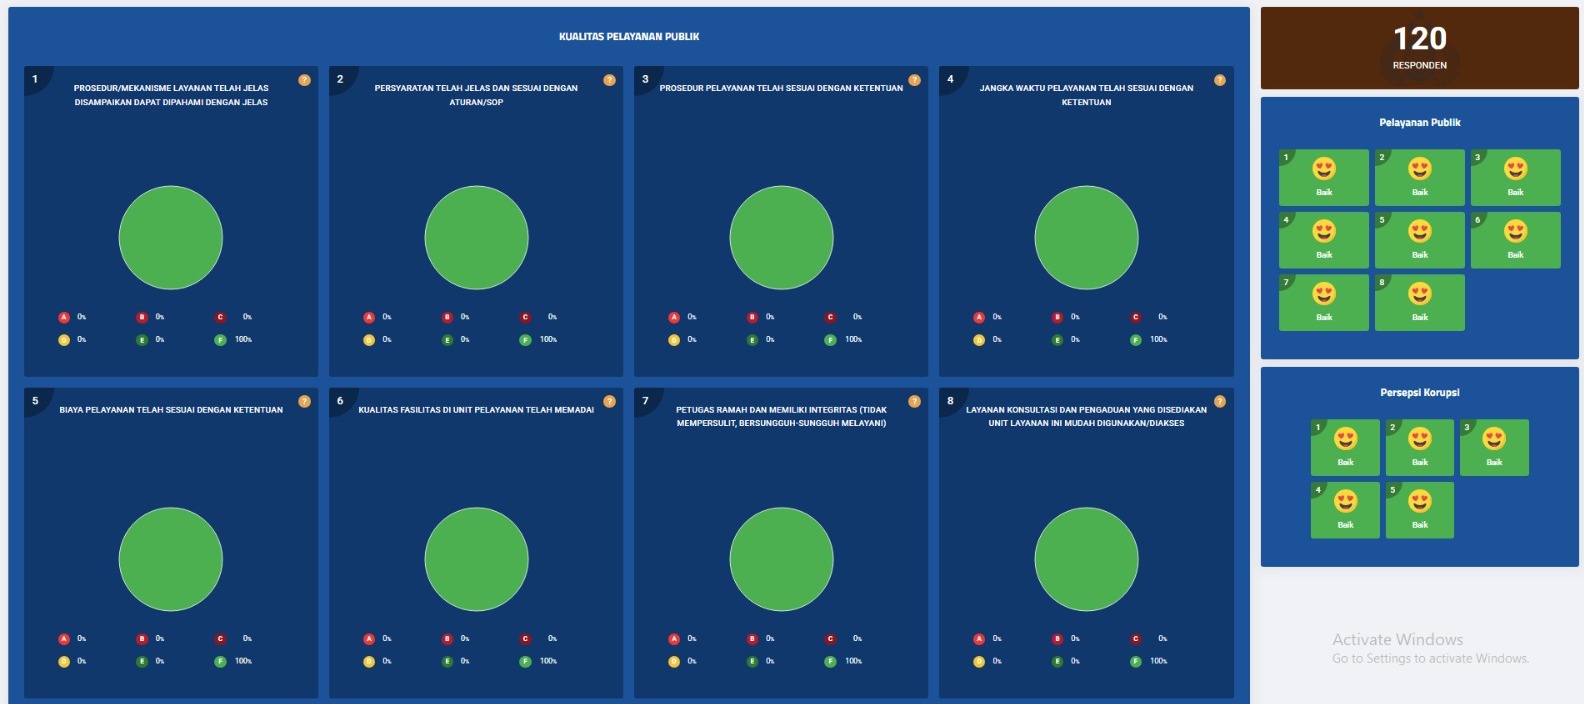 KUALITAS PELAYANAN PUBLIK
1
PROSEDUR/MEKANISME LAYANAN TELAH JELAS
DISAMPAIKAN DAPAT DIPAHAMI DENGAN JELAS
?
A 0% B 0% C 0%
D 0% E 0% F 100%
2
PERSYARATAN TELAH JELAS DAN SESUAI DENGAN
ATURAN/SOP
?
A 0% B 0% C 0%
D 0% E 0% F 100%
3
PROSEDUR PELAYANAN TELAH SESUAI DENGAN KETENTUAN
?
A 0% B 0% C 0%
D 0% E 0% F 100%
4
JANGKA WAKTU PELAYANAN TELAH SESUAI DENGAN
KETENTUAN
?
A 0% B 0% C 0%
D 0% E 0% F 100%
5
BIAYA PELAYANAN TELAH SESUAI DENGAN KETENTUAN
?
A 0% B 0% C 0%
D 0% E 0% F 100%
6
KUALITAS FASILITAS DI UNIT PELAYANAN TELAH MEMADAI
?
A 0% B 0% C 0%
D 0% E 0% F 100%
7
PETUGAS RAMAH DAN MEMILIKI INTEGRITAS (TIDAK
MEMPERSULIT, BERSUNGGUH-SUNGGUH MELAYANI)
?
A 0% B 0% C 0%
D 0% E 0% F 100%
8
LAYANAN KONSULTASI DAN PENGADUAN YANG DISEDIAKAN
UNIT LAYANAN INI MUDAH DIGUNAKAN/DIAKSES
?
A 0% B 0% C 0%
D 0% E 0% F 100%
120
RESPONDEN
Pelayanan Publik
1 2 3
Baik Baik Baik
4 5 6
Baik Baik Baik
7 8
Baik Baik
Persepsi Korupsi
1 2 3
Baik Baik Baik
4 5
Baik Baik
Activate Windows
Go to Settings to activate Windows.